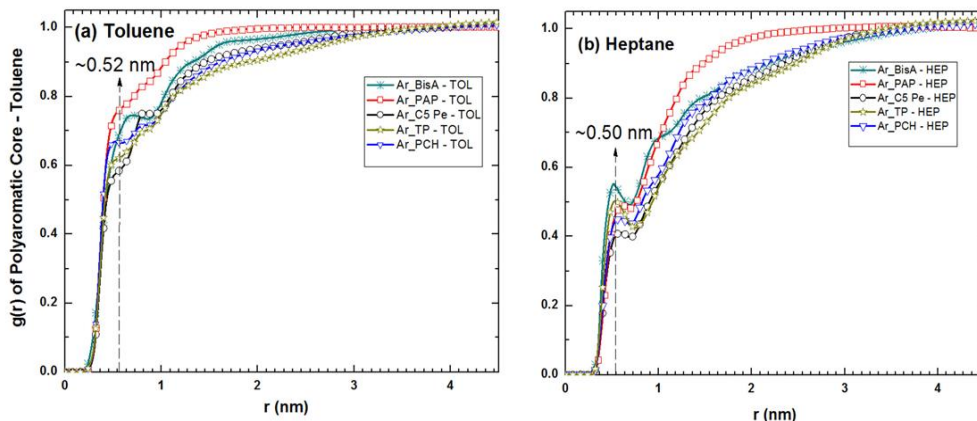 (a) Toluene
~0.52 nm
Ar_BisA - TOL
Ar_PAP - TOL
Ar_C5 Pe - TOL
Ar_TP - TOL
Ar_PCH - TOL
g(r) of Polyaromatic Core - Toluene
1.0
0.8
0.6
0.4
0.2
0.0
0
1
2
3
4
r (nm)
(b) Heptane
~0.50 nm
Ar_BisA - HEP
Ar_PAP - HEP
Ar_C5 Pe - HEP
Ar_TP - HEP
Ar_PCH - HEP
1.0
0.8
0.6
0.4
0.2
0.0
0
1
2
3
4
r (nm)